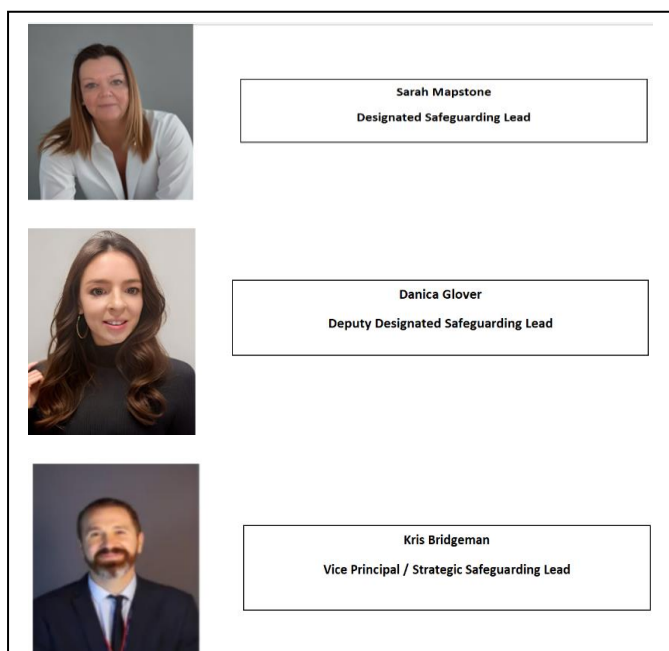 Sarah Mapstone
Designated Safeguarding Lead
Danica Glover
Deputy Designated Safeguarding Lead
Kris Bridgeman
Vice Principal / Strategic Safeguarding Lead